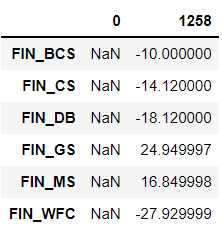 0 1258
FIN_BCS NaN -10.000000
FIN_CS NaN -14.120000
FIN_DB NaN -18.120000
FIN_GS NaN 24.949997
FIN_MS NaN 16.849998
FIN_WFC NaN -27.929999